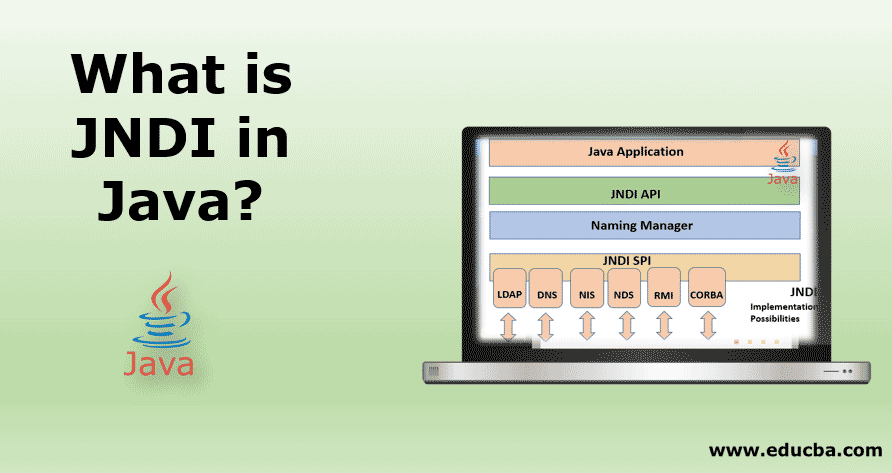 What is
JNDI in
Java?
Java
Java Application
Java
JNDI API
Naming Manager
JNDI SPI
LDAP DNS NIS NDS RMI CORBA
JNDI
Implementation
Possibilities
www.educba.com